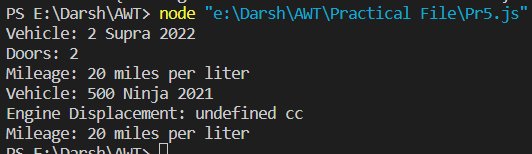 PS E:\Darsh\AWT> node "e:\Darsh\AWT\Practical File\Pr5.js"
Vehicle: 2 Supra 2022
Doors: 2
Mileage: 20 miles per liter
Vehicle: 500 Ninja 2021
Engine Displacement: undefined cc
Mileage: 20 miles per liter
PS E:\Darsh\AWT>